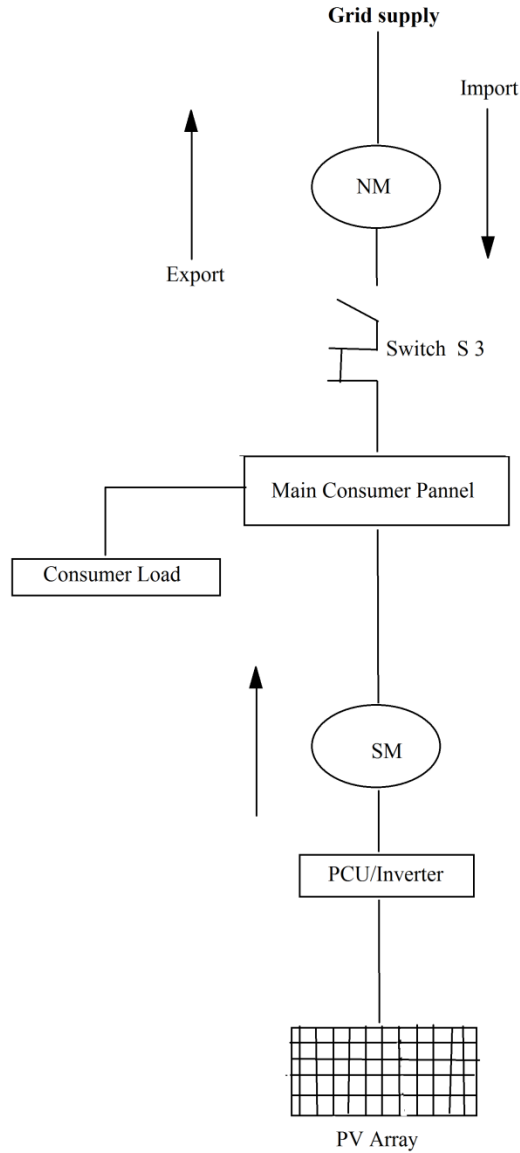 Grid supply
Import
NM
Export
Switch S 3
Main Consumer Pannel
Consumer Load
SM
PCU/Inverter
PV Array